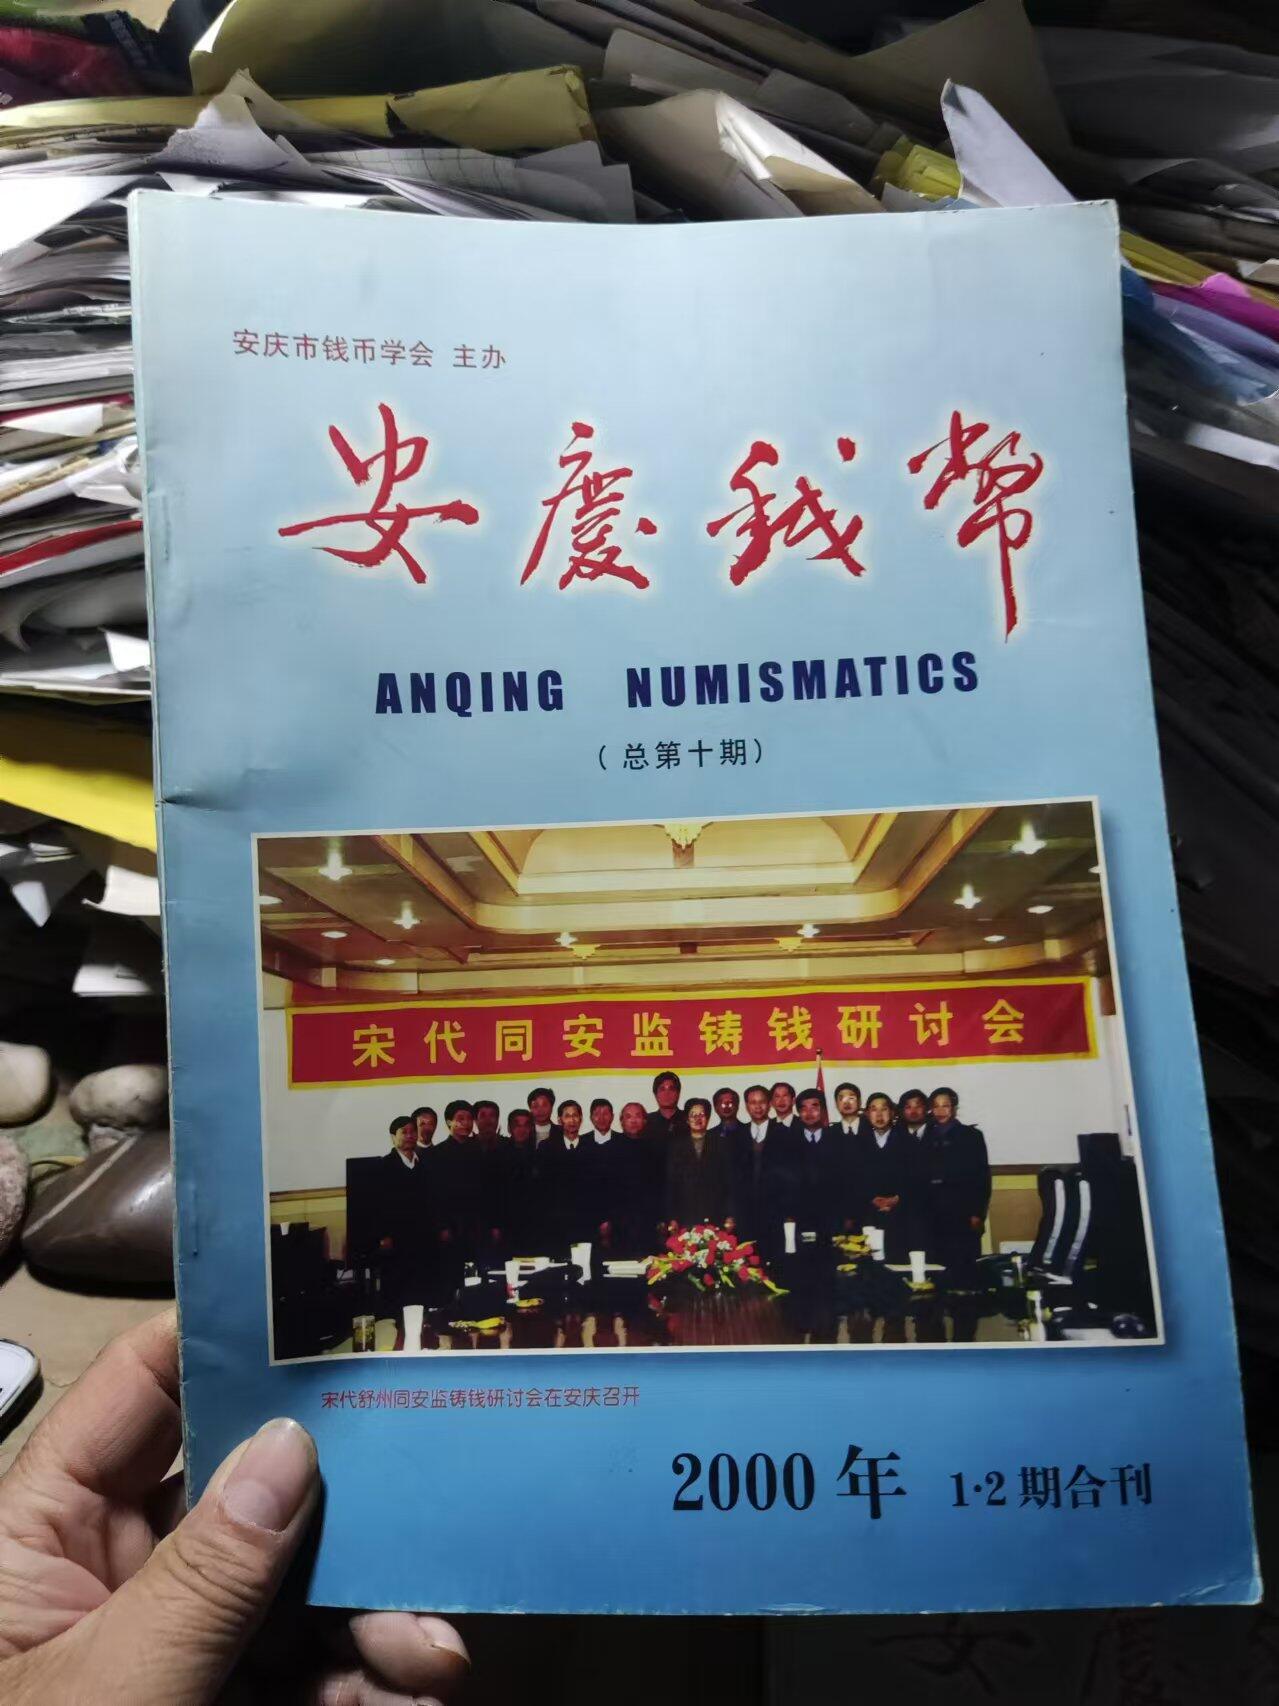 安庆市钱币学会 主办
安慶钱幣
ANQING NUMISMATICS
（总第十期）
宋代同安监铸钱研讨会
宋代舒州同安监铸钱研讨会在安庆召开
2000年 1·2期合刊